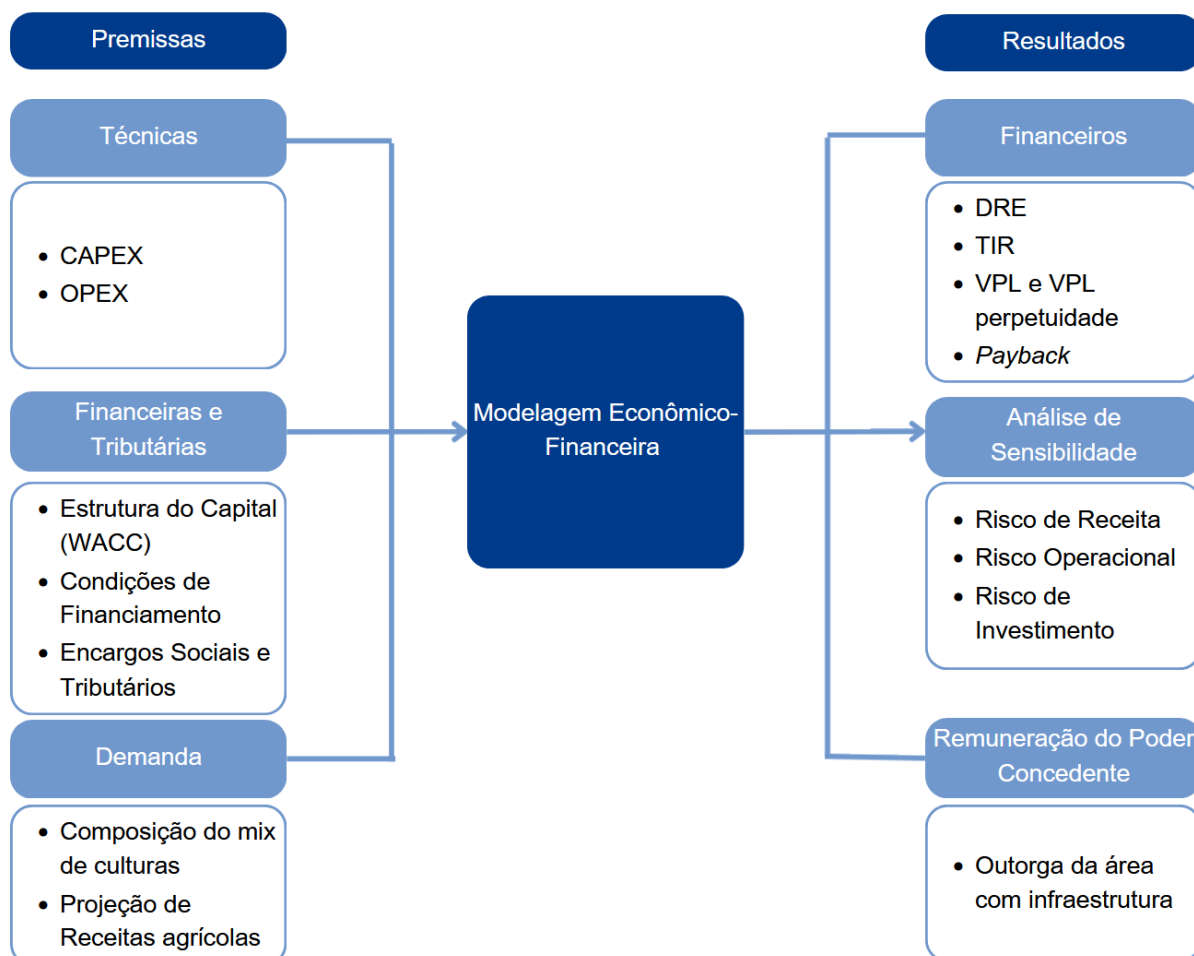 Premissas
Técnicas
• CAPEX
• OPEX
Financeiras e
Tributárias
• Estrutura do Capital
(WACC)
• Condições de
Financiamento
• Encargos Sociais e
Tributários
Demanda
• Composição do mix
de culturas
• Projeção de
Receitas agrícolas
Modelagem Econômico-
Financeira
Resultados
Financeiros
• DRE
• TIR
• VPL e VPL
perpetuidade
• Payback
Análise de
Sensibilidade
• Risco de Receita
• Risco Operacional
• Risco de
Investimento
Remuneração do Poder
Concedente
• Outorga da área
com infraestrutura